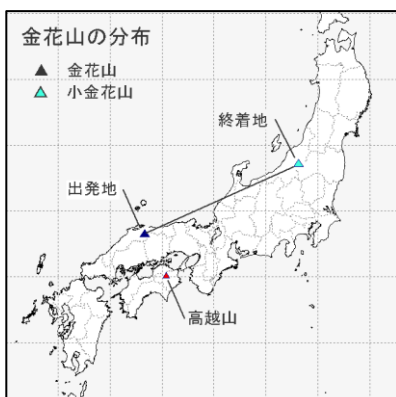 金花山の分布
金花山
小金花山
終着地
出発地
高越山